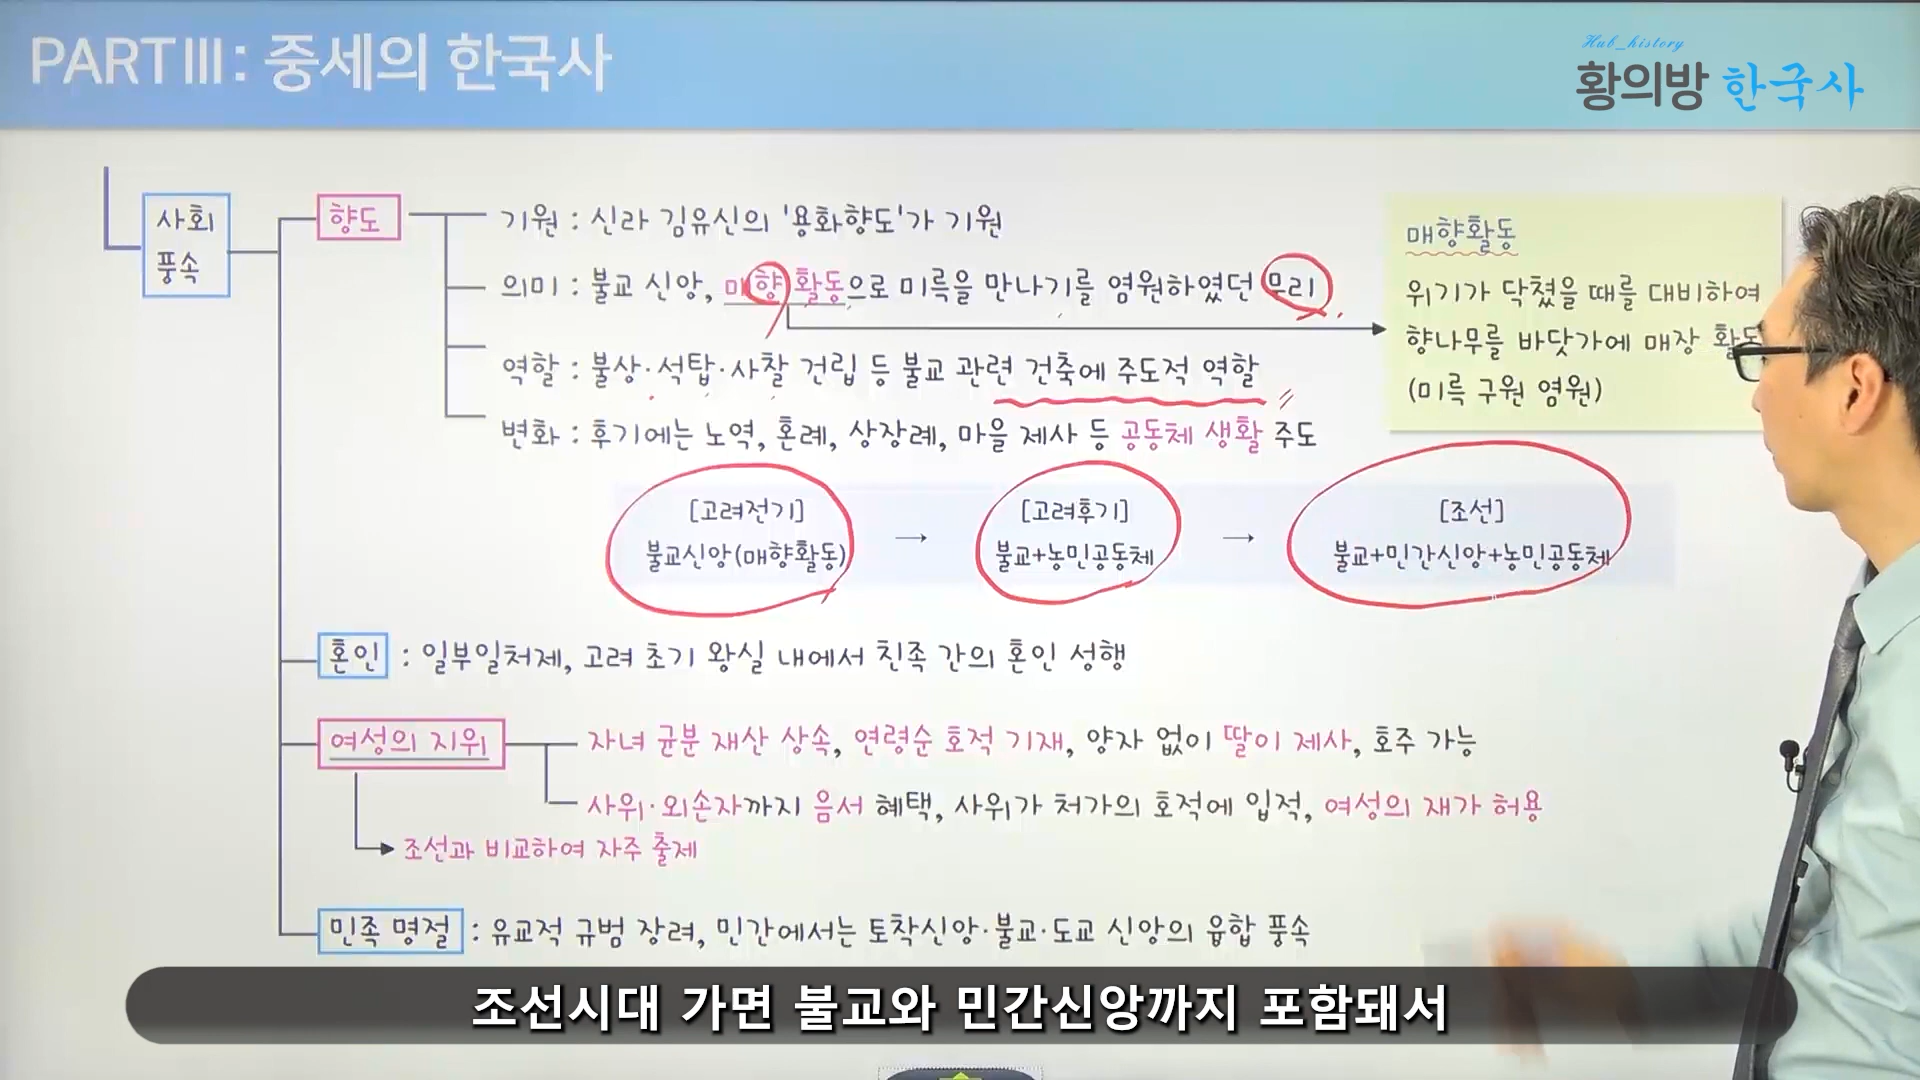 PARTⅢ: 중세의 한국사
Hub_history
황의방 한국사
사회
풍속
향도
기원 : 신라 김유신의 '용화향도'가 기원
의미 : 불교 신앙, 매향 활동으로 미륵을 만나기를 염원하였던 무리
역할 : 불상·석탑·사찰 건립 등 불교 관련 건축에 주도적 역할
변화 : 후기에는 노역, 혼례, 상장례, 마을 제사 등 공동체 생활 주도
매향활동
위기가 닥쳤을 때를 대비하여
향나무를 바닷가에 매장 활동
(미륵 구원 염원)
[고려전기]
불교신앙(매향활동)
→
[고려후기]
불교+농민공동체
→
[조선]
불교+민간신앙+농민공동체
혼인 : 일부일처제, 고려 초기 왕실 내에서 친족 간의 혼인 성행
여성의 지위
자녀 균분 재산 상속, 연령순 호적 기재, 양자 없이 딸이 제사, 호주 가능
사위·외손자까지 음서 혜택, 사위가 처가의 호적에 입적, 여성의 재가 허용
조선과 비교하여 자주 출제
민족 명절 : 유교적 규범 장려, 민간에서는 토착신앙·불교·도교 신앙의 융합 풍속
조선시대 가면 불교와 민간신앙까지 포함돼서